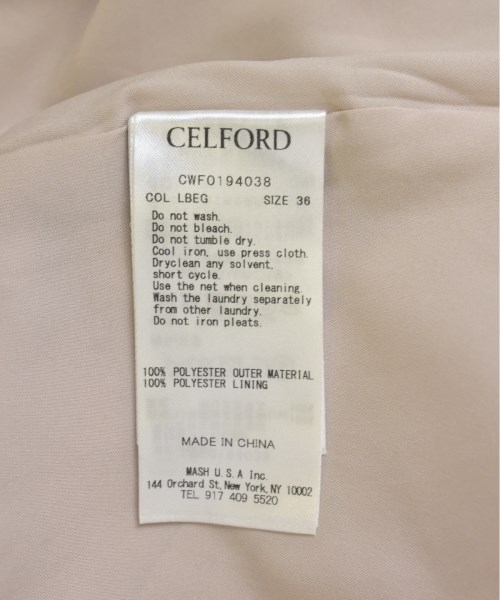 CELFORD
CWF0194038
COL LBEG SIZE 36
Do not wash.
Do not bleach.
Do not tumble dry.
Cool iron, use press cloth.
Dryclean any solvent,
short cycle.
Use the net when cleaning.
Wash the laundry separately
from other laundry.
Do not iron pleats.
100% POLYESTER OUTER MATERIAL
100% POLYESTER LINING
MADE IN CHINA
MASH U.S.A Inc.
144 Orchard St, New York, NY 10002
TEL 917 409 5520